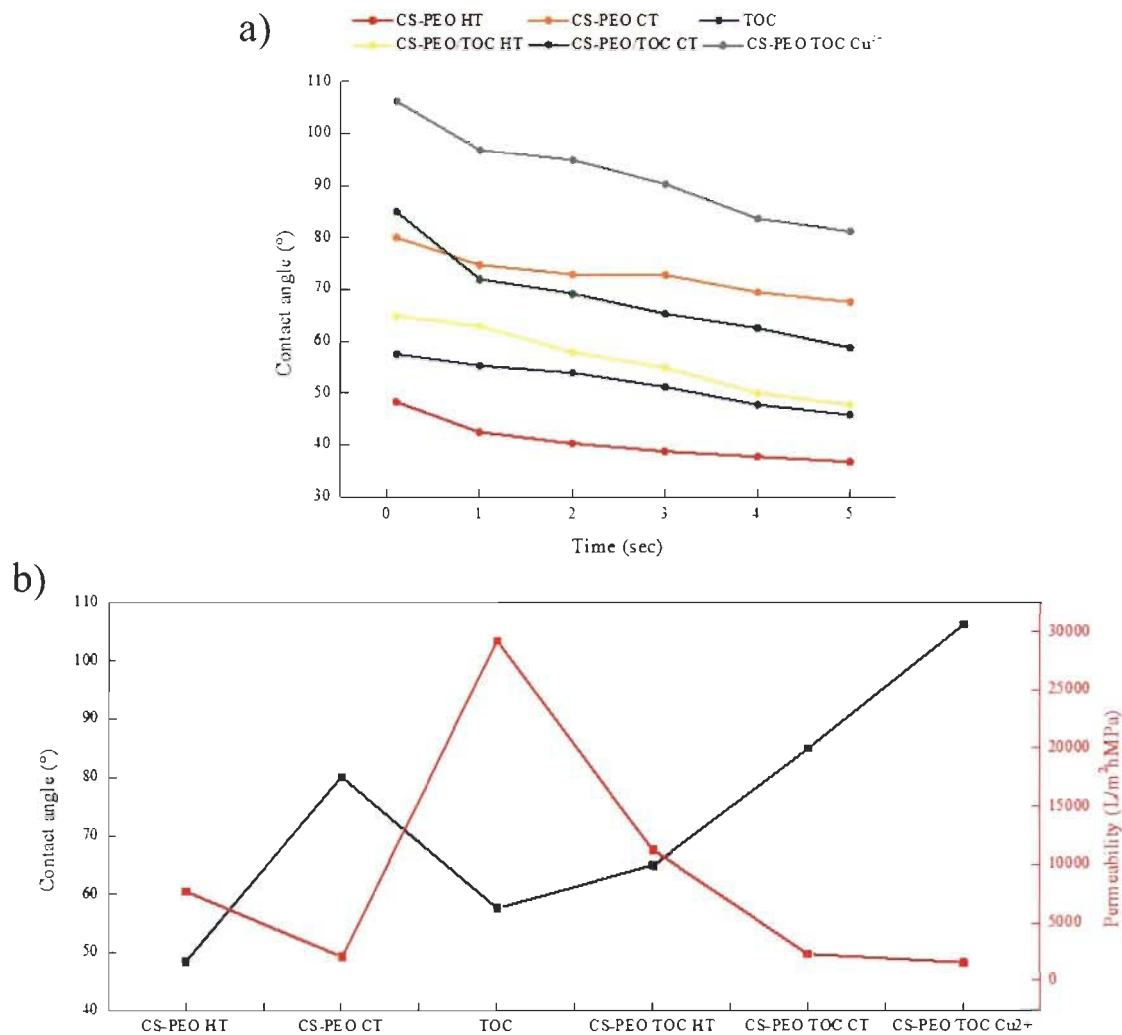 a)
CS-PEO HT CS-PEO CT TOC
CS-PEO/TOC HT CS-PEO/TOC CT CS-PEO TOC Cu²⁺
110
100
90
80
70
60
50
40
30
Contact angle (°)
0 1 2 3 4 5
Time (sec)
b)
110
100
90
80
70
60
50
40
Contact angle (°)
30000
25000
20000
15000
10000
5000
0
Permeability (L/m²hMPa)
CS-PEO HT CS-PEO CT TOC CS-PEO TOC HT CS-PEO TOC CT CS-PEO TOC Cu2+